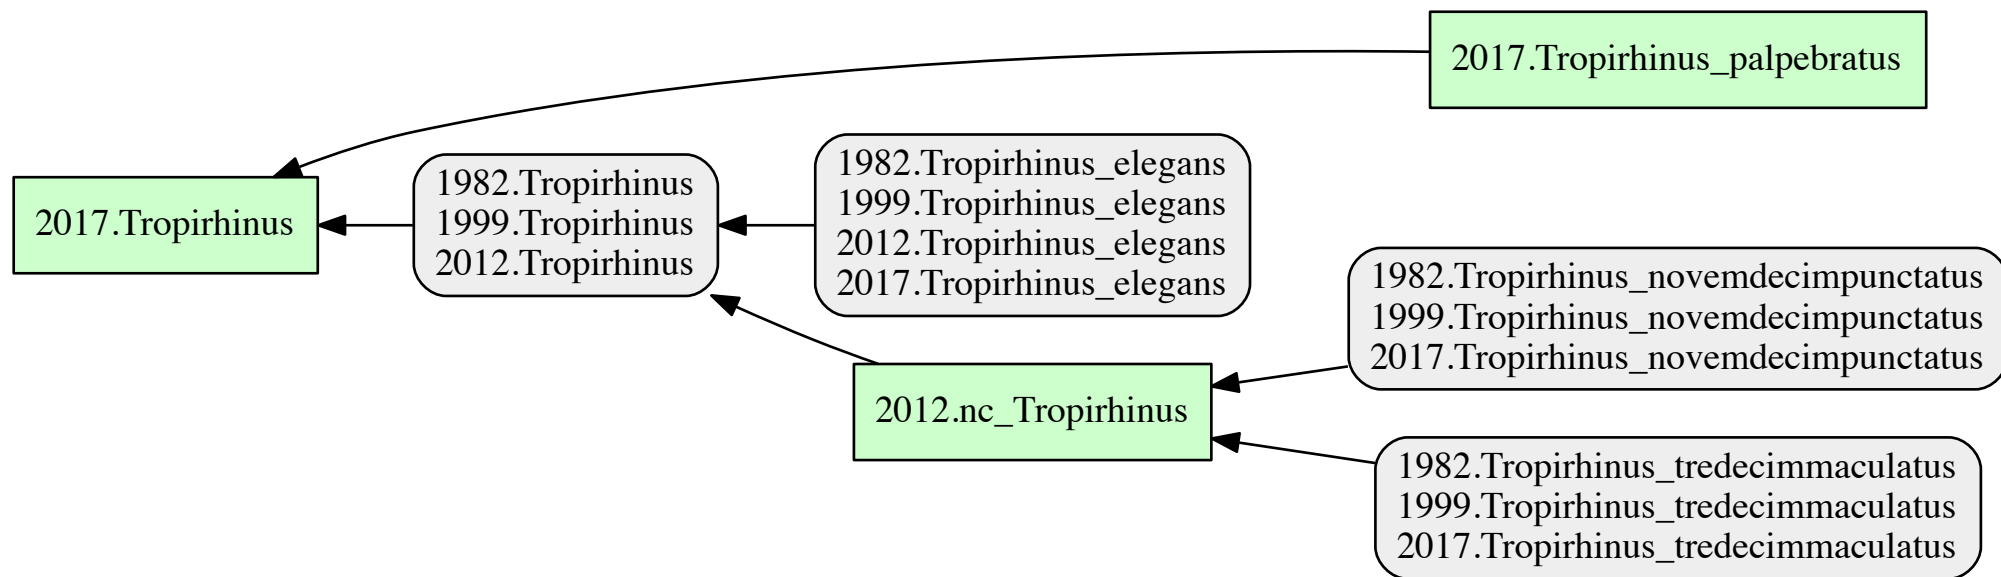 2017.Tropirhinus_palpebratus
2017.Tropirhinus
1982.Tropirhinus
1999.Tropirhinus
2012.Tropirhinus
1982.Tropirhinus_elegans
1999.Tropirhinus_elegans
2012.Tropirhinus_elegans
2017.Tropirhinus_elegans
2012.nc_Tropirhinus
1982.Tropirhinus_novemdecimpunctatus
1999.Tropirhinus_novemdecimpunctatus
2017.Tropirhinus_novemdecimpunctatus
1982.Tropirhinus_tredecimmaculatus
1999.Tropirhinus_tredecimmaculatus
2017.Tropirhinus_tredecimmaculatus